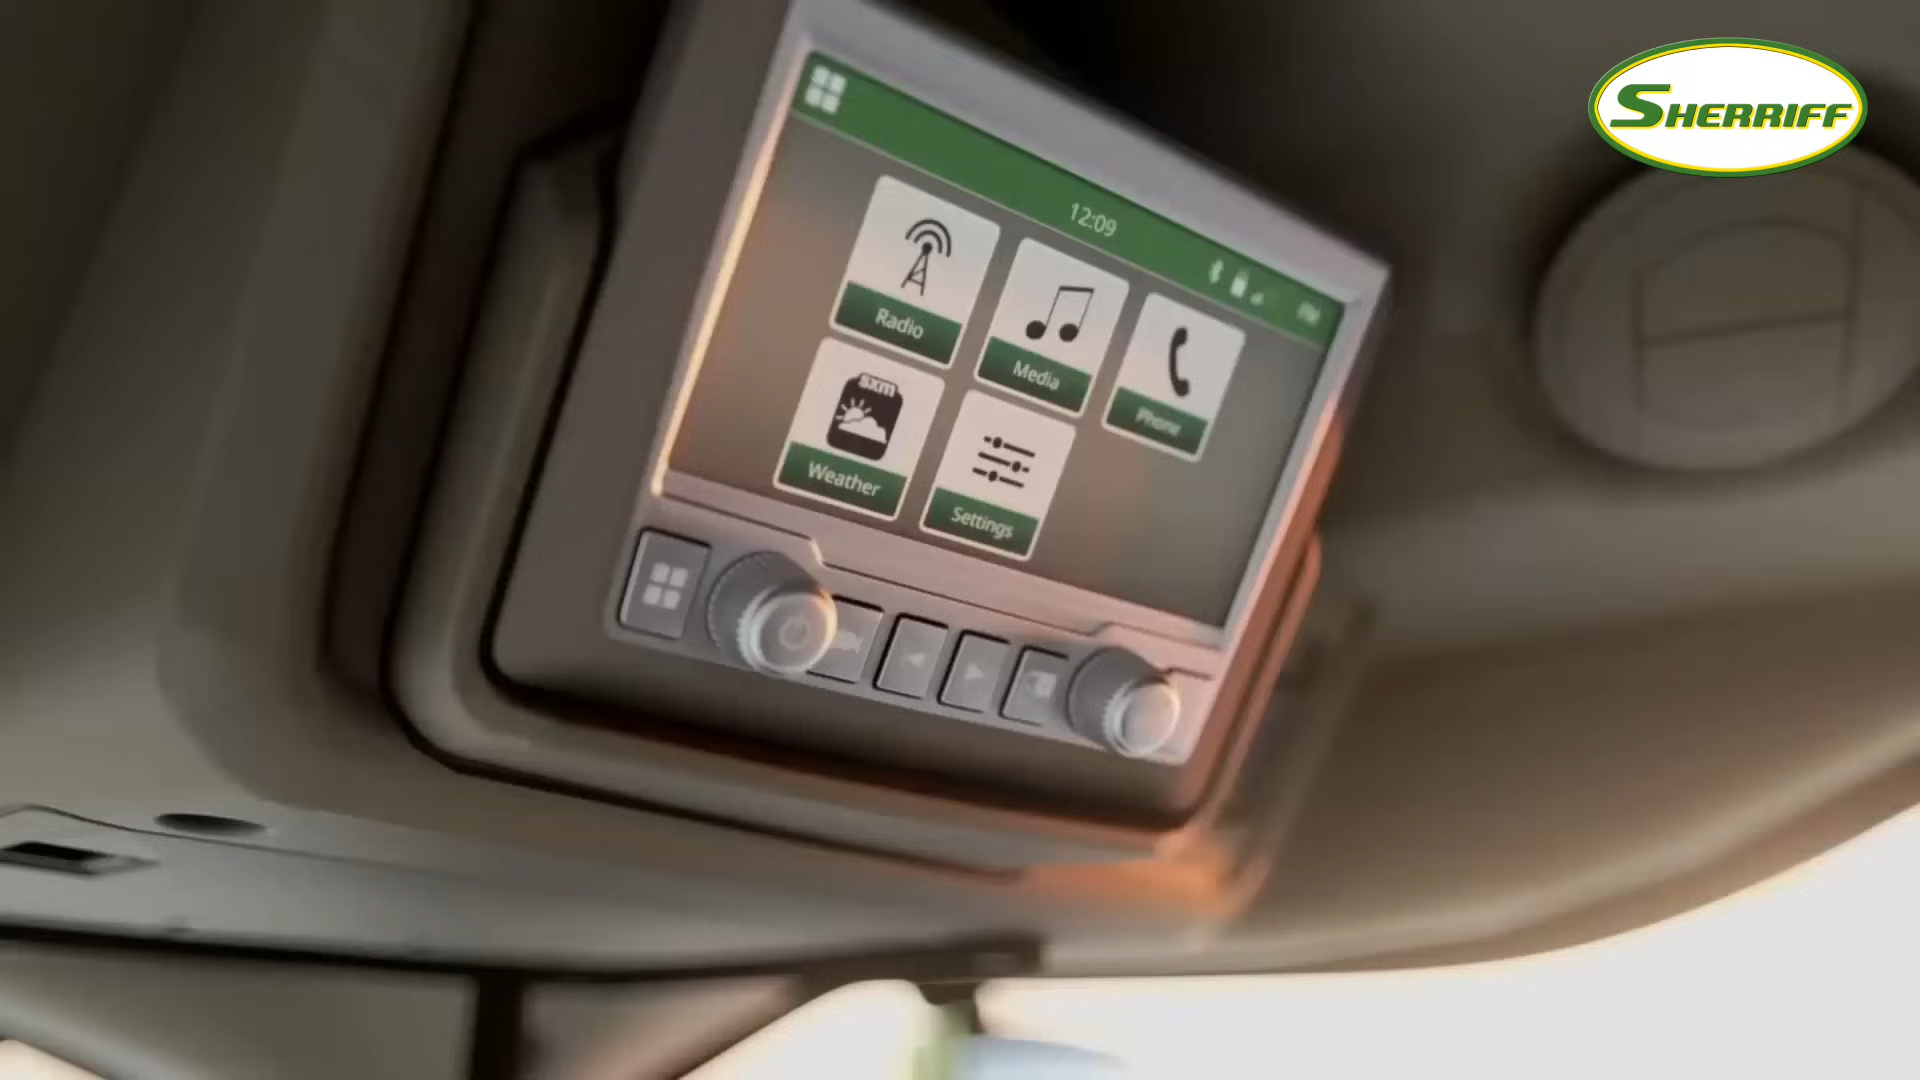 SHERRIFF
12:09
Radio
Media
Phone
sxm
Weather
Settings